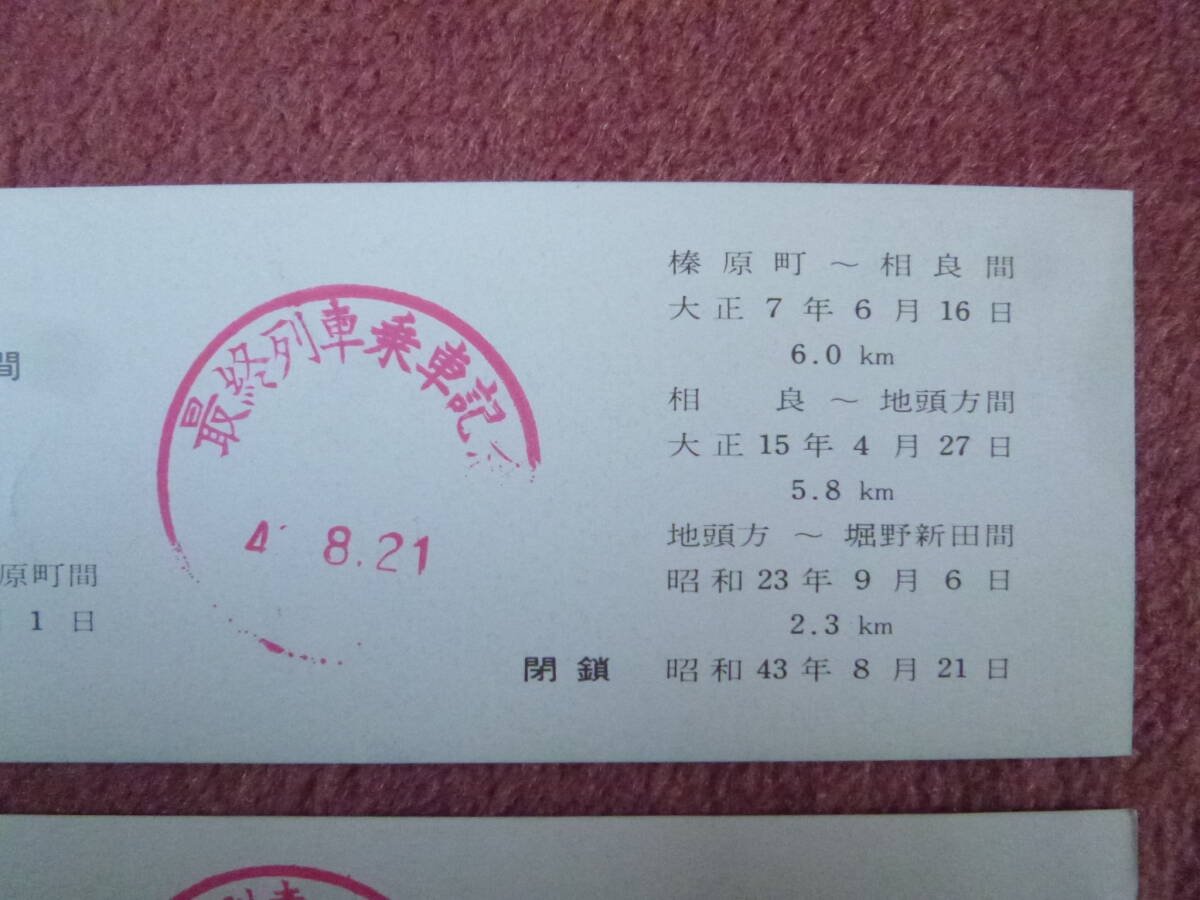 間
原町間
1 日
最終列車乗車記念
4 8.21
榛原町～相良間
大正 7 年 6 月 16 日
6.0 km
相　良～地頭方間
大正 15 年 4 月 27 日
5.8 km
地頭方～堀野新田間
昭和 23 年 9 月 6 日
2.3 km
閉鎖 昭和 43 年 8 月 21 日
列車